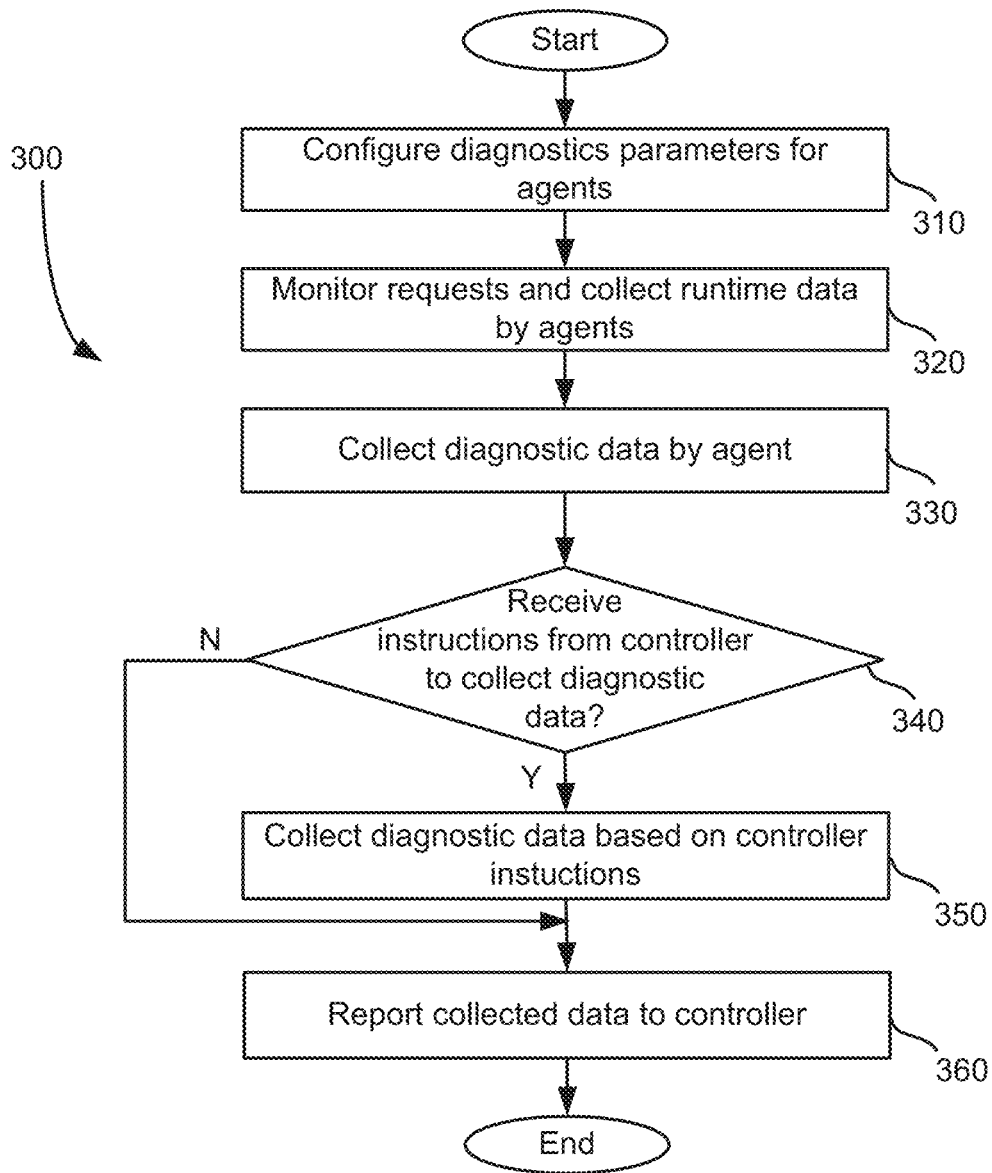 Start
300
Configure diagnostics parameters for
agents
310
Monitor requests and collect runtime data
by agents
320
Collect diagnostic data by agent
330
Receive
instructions from controller
to collect diagnostic
data?
N
340
Y
Collect diagnostic data based on controller
instuctions
350
Report collected data to controller
360
End